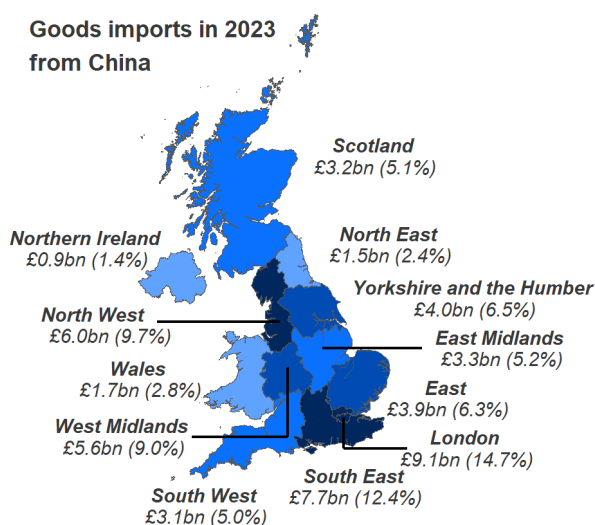 Goods imports in 2023
from China
Scotland
£3.2bn (5.1%)
Northern Ireland
£0.9bn (1.4%)
North East
£1.5bn (2.4%)
Yorkshire and the Humber
£4.0bn (6.5%)
North West
£6.0bn (9.7%)
East Midlands
£3.3bn (5.2%)
Wales
£1.7bn (2.8%)
East
£3.9bn (6.3%)
West Midlands
£5.6bn (9.0%)
London
£9.1bn (14.7%)
South East
£7.7bn (12.4%)
South West
£3.1bn (5.0%)